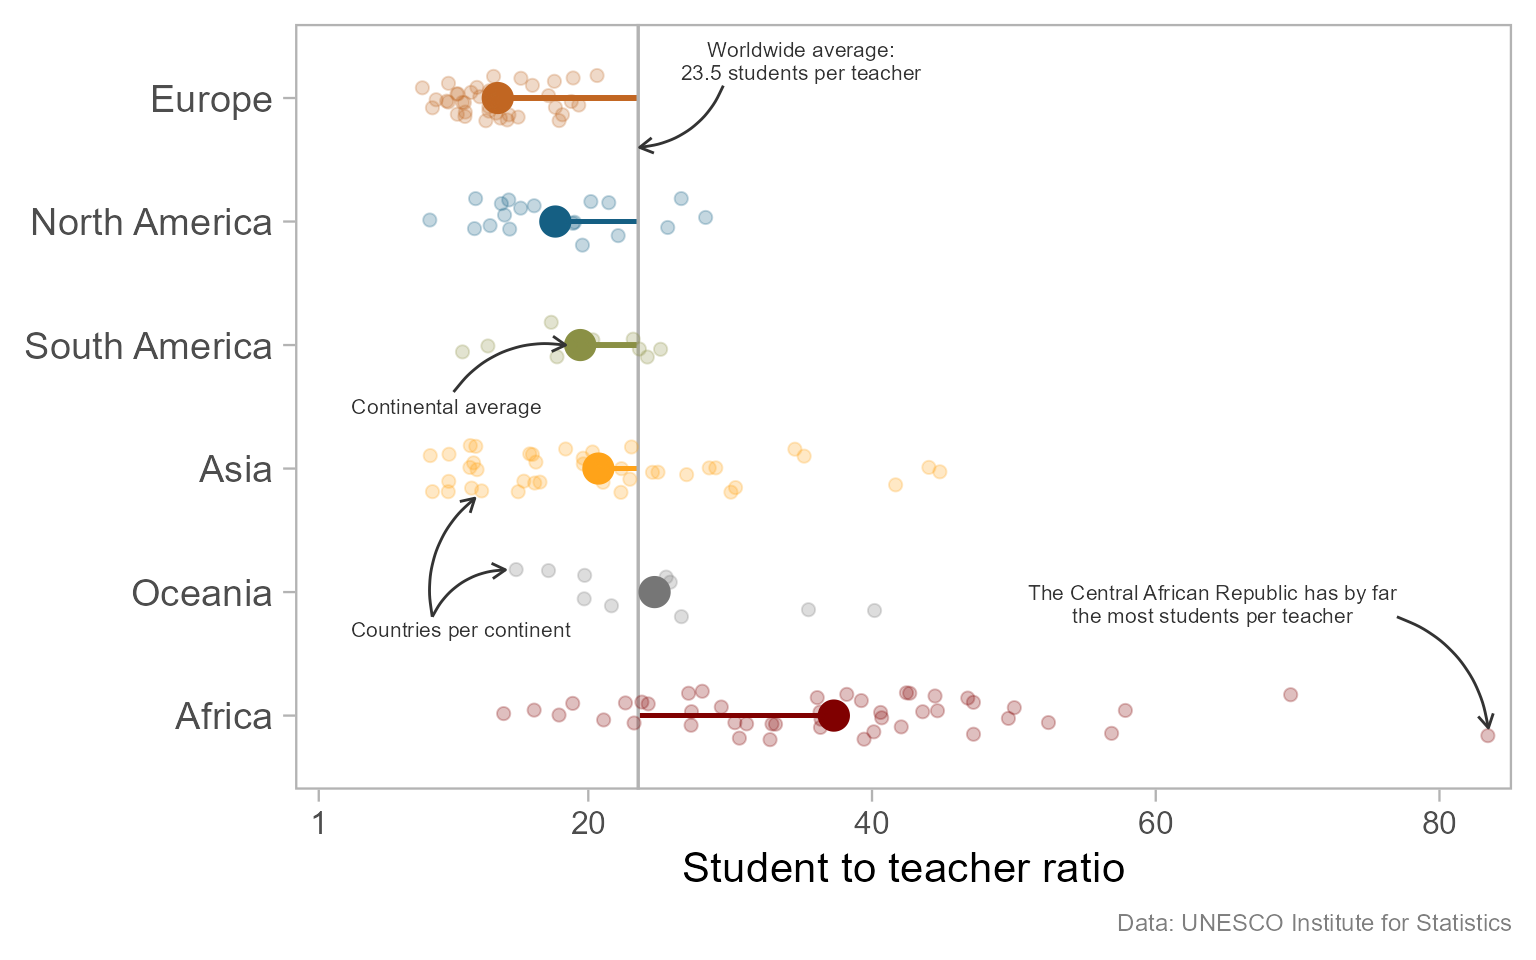 Worldwide average:
23.5 students per teacher
Europe
North America
South America
Continental average
Asia
Oceania
Countries per continent
The Central African Republic has by far
the most students per teacher
Africa
1 20 40 60 80
Student to teacher ratio
Data: UNESCO Institute for Statistics